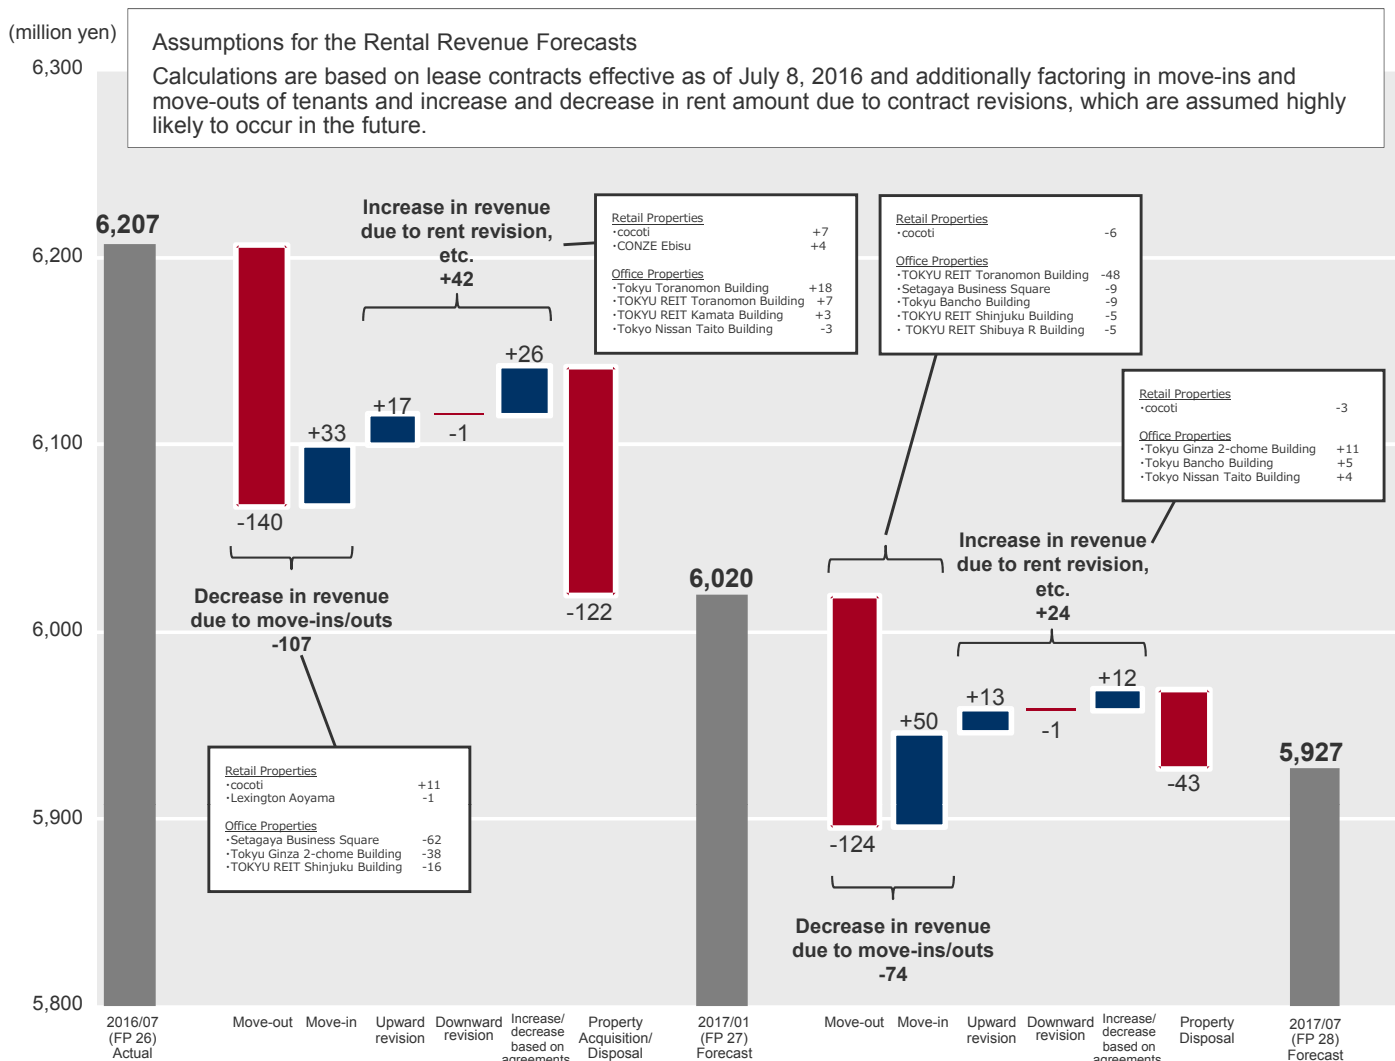 (million yen)
Assumptions for the Rental Revenue Forecasts
Calculations are based on lease contracts effective as of July 8, 2016 and additionally factoring in move-ins and
move-outs of tenants and increase and decrease in rent amount due to contract revisions, which are assumed highly
likely to occur in the future.
6,300
6,200
6,100
6,000
5,900
5,800
6,207
-140
+33
Decrease in revenue
due to move-ins/outs
-107
Retail Properties
・cocoti +11
・Lexington Aoyama -1
Office Properties
・Setagaya Business Square -62
・Tokyu Ginza 2-chome Building -38
・TOKYU REIT Shinjuku Building -16
Increase in revenue
due to rent revision,
etc.
+42
+17
-1
+26
-122
Retail Properties
・cocoti +7
・CONZE Ebisu +4
Office Properties
・Tokyu Toranomon Building +18
・TOKYU REIT Toranomon Building +7
・TOKYU REIT Kamata Building +3
・Tokyo Nissan Taito Building -3
6,020
Retail Properties
・cocoti -6
Office Properties
・TOKYU REIT Toranomon Building -48
・Setagaya Business Square -9
・Tokyu Bancho Building -9
・TOKYU REIT Shinjuku Building -5
・TOKYU REIT Shibuya R Building -5
-124
+50
Decrease in revenue
due to move-ins/outs
-74
Retail Properties
・cocoti -3
Office Properties
・Tokyu Ginza 2-chome Building +11
・Tokyu Bancho Building +5
・Tokyo Nissan Taito Building +4
Increase in revenue
due to rent revision,
etc.
+24
+13
-1
+12
-43
5,927
2016/07
(FP 26)
Actual
Move-out
Move-in
Upward
revision
Downward
revision
Increase/
decrease
based on
agreements
Property
Acquisition/
Disposal
2017/01
(FP 27)
Forecast
Move-out
Move-in
Upward
revision
Downward
revision
Increase/
decrease
based on
agreements
Property
Disposal
2017/07
(FP 28)
Forecast